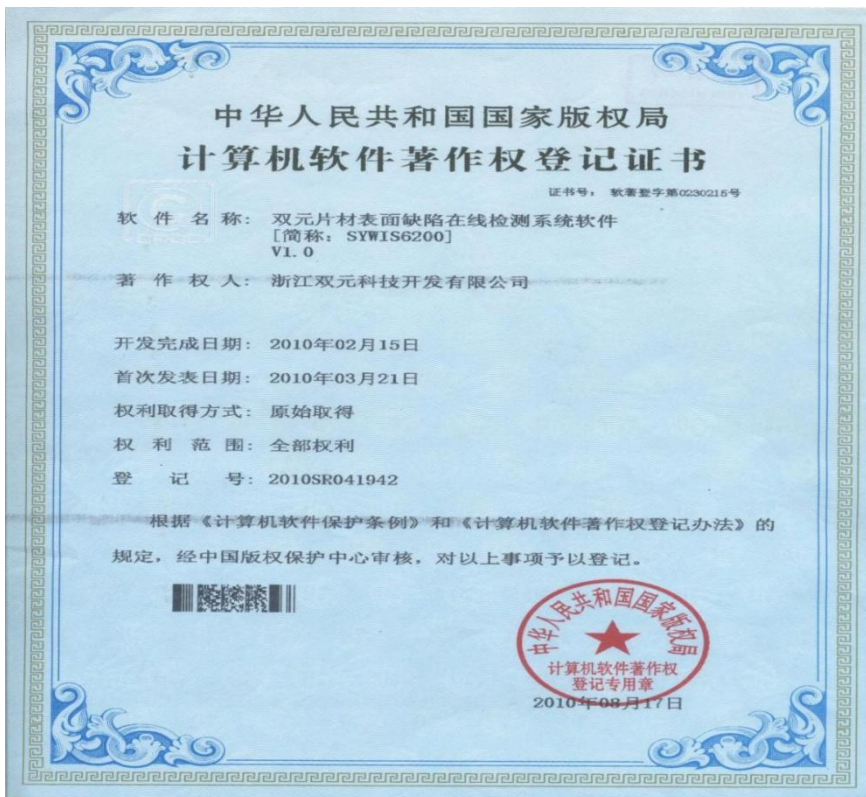 中华人民共和国国家版权局
计算机软件著作权登记证书
证书号： 软著登字第0230215号
软 件 名 称： 双元片材表面缺陷在线检测系统软件
[简称：SYWIS6200]
V1.0
著 作 权 人： 浙江双元科技开发有限公司
开发完成日期： 2010年02月15日
首次发表日期： 2010年03月21日
权利取得方式： 原始取得
权 利 范 围： 全部权利
登 记 号： 2010SR041942
根据《计算机软件保护条例》和《计算机软件著作权登记办法》的
规定，经中国版权保护中心审核，对以上事项予以登记。
中华人民共和国国家版权局
计算机软件著作权
登记专用章
2010年08月17日